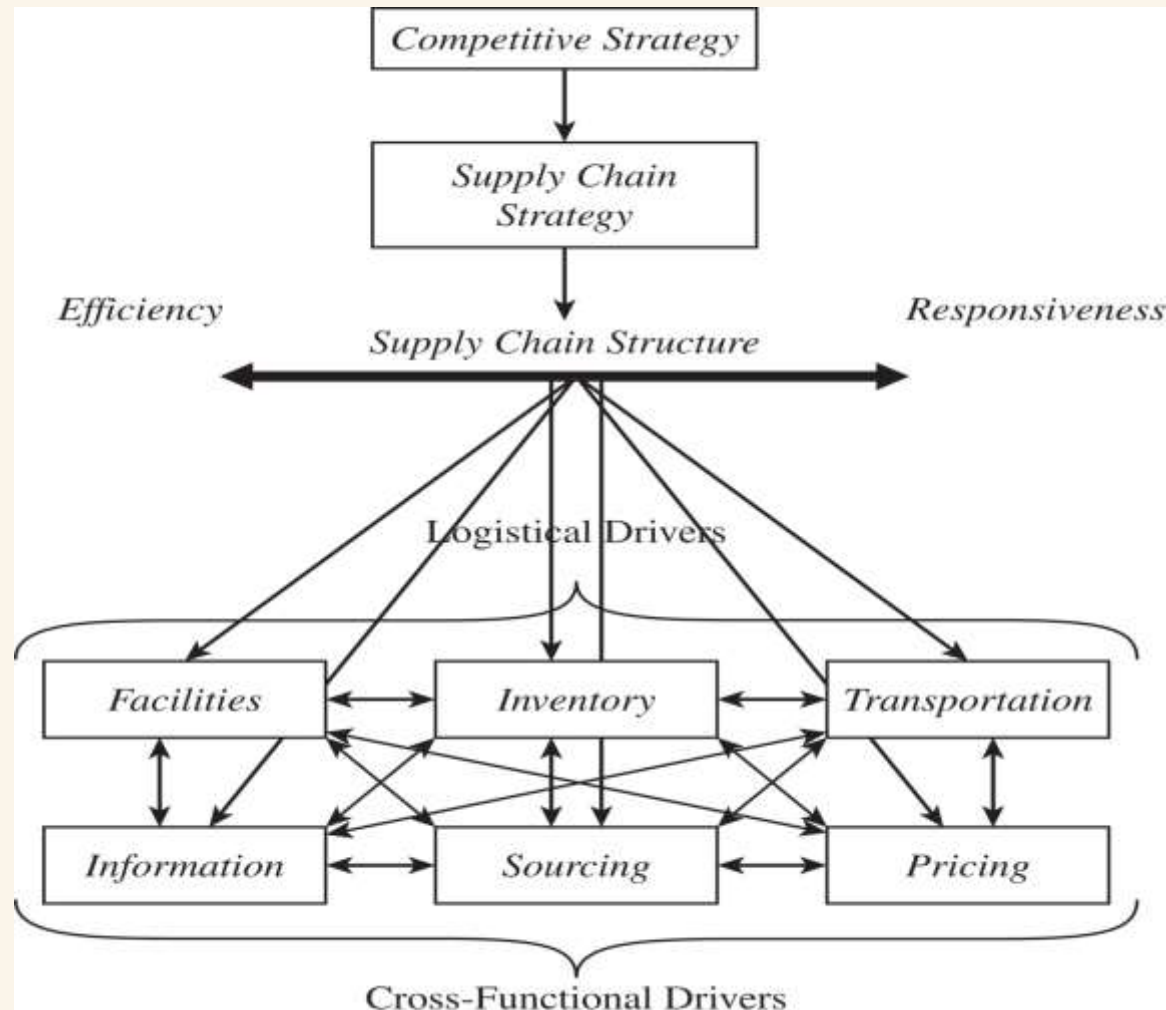 Competitive Strategy
Supply Chain
Strategy
Efficiency
Responsiveness
Supply Chain Structure
Logistical Drivers
Facilities
Inventory
Transportation
Information
Sourcing
Pricing
Cross-Functional Drivers